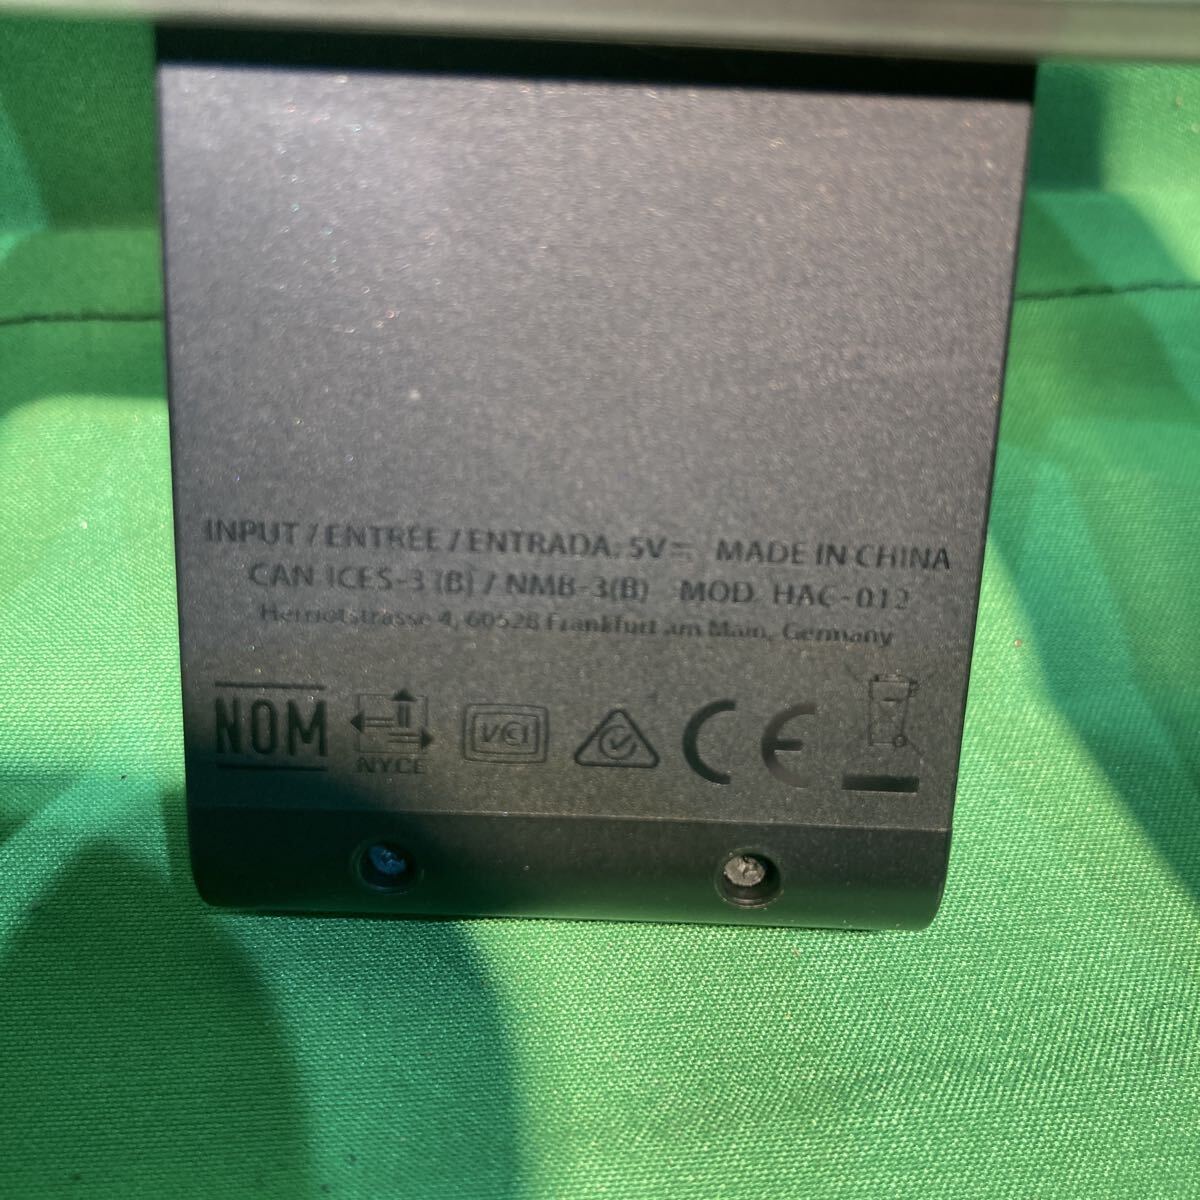 INPUT / ENTRÉE / ENTRADA: 5V⎓ MADE IN CHINA
CAN ICES-3 (B) / NMB-3(B) MOD. HAC-012
Herriotstrasse 4, 60528 Frankfurt am Main, Germany
NOM NYCE VCI CE